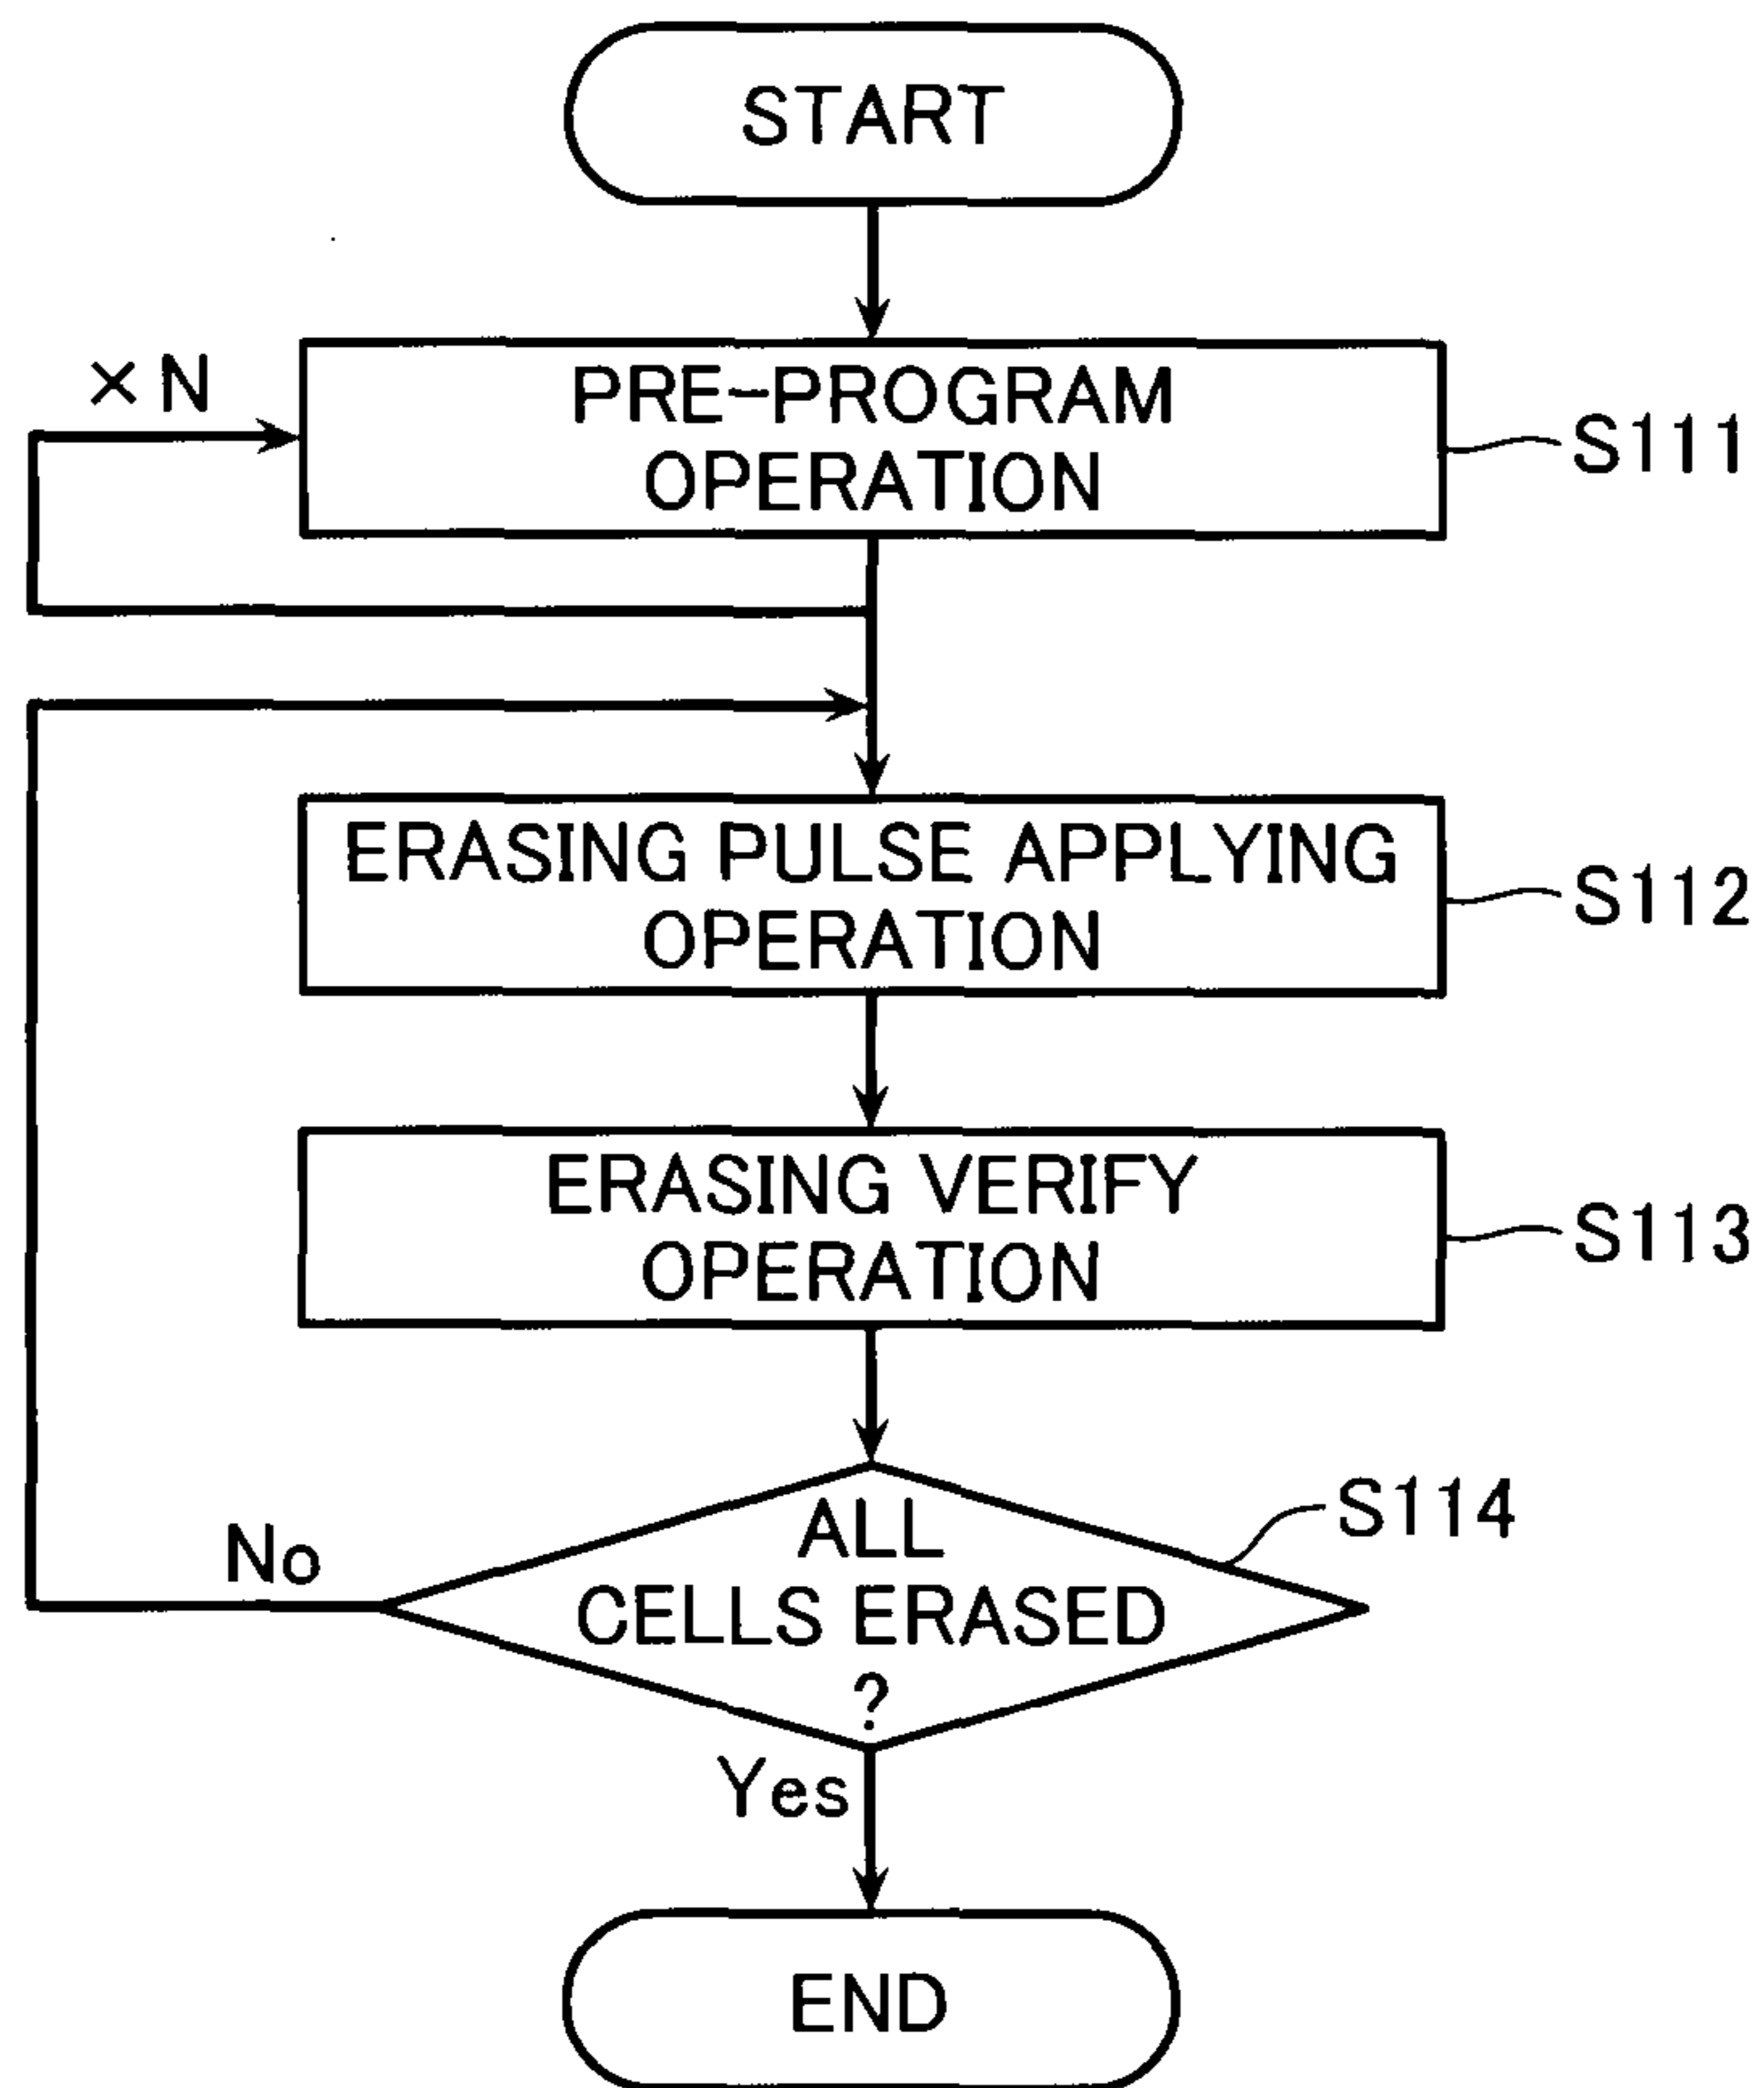 START
×N
PRE-PROGRAM
OPERATION
S111
ERASING PULSE APPLYING
OPERATION
S112
ERASING VERIFY
OPERATION
S113
ALL
CELLS ERASED
?
S114
No
Yes
END